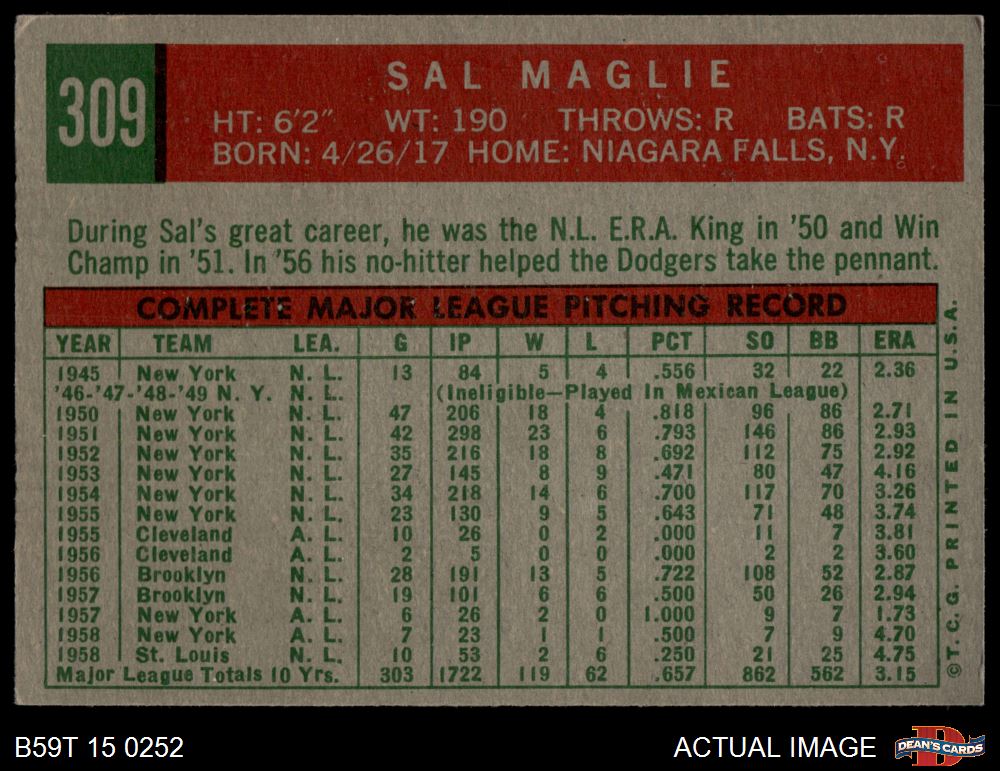 309
SAL MAGLIE
HT: 6'2" WT: 190 THROWS: R BATS: R
BORN: 4/26/17 HOME: NIAGARA FALLS, N.Y.
During Sal's great career, he was the N.L. E.R.A. King in '50 and Win
Champ in '51. In '56 his no-hitter helped the Dodgers take the pennant.
COMPLETE MAJOR LEAGUE PITCHING RECORD
YEAR TEAM LEA. G IP W L PCT SO BB ERA
1945 New York N. L. 13 84 5 4 .556 32 22 2.36
'46-'47-'48-'49 N. Y. N. L. (Ineligible—Played In Mexican League)
1950 New York N. L. 47 206 18 4 .818 96 86 2.71
1951 New York N. L. 42 298 23 6 .793 146 86 2.93
1952 New York N. L. 35 216 18 8 .692 112 75 2.92
1953 New York N. L. 27 145 8 9 .471 80 47 4.16
1954 New York N. L. 34 218 14 6 .700 117 70 3.26
1955 New York N. L. 23 130 9 5 .643 71 48 3.74
1955 Cleveland A. L. 10 26 0 2 .000 11 7 3.81
1956 Cleveland A. L. 2 5 0 0 .000 2 2 3.60
1956 Brooklyn N. L. 28 191 13 5 .722 108 52 2.87
1957 Brooklyn N. L. 19 101 6 6 .500 50 26 2.94
1957 New York A. L. 6 26 2 0 1.000 9 7 1.73
1958 New York A. L. 7 23 1 1 .500 7 9 4.70
1958 St. Louis N. L. 10 53 2 6 .250 21 25 4.75
Major League Totals 10 Yrs. 303 1722 119 62 .657 862 562 3.15
©T.C.G. PRINTED IN U.S.A.
B59T 15 0252
ACTUAL IMAGE
DEAN'S CARDS